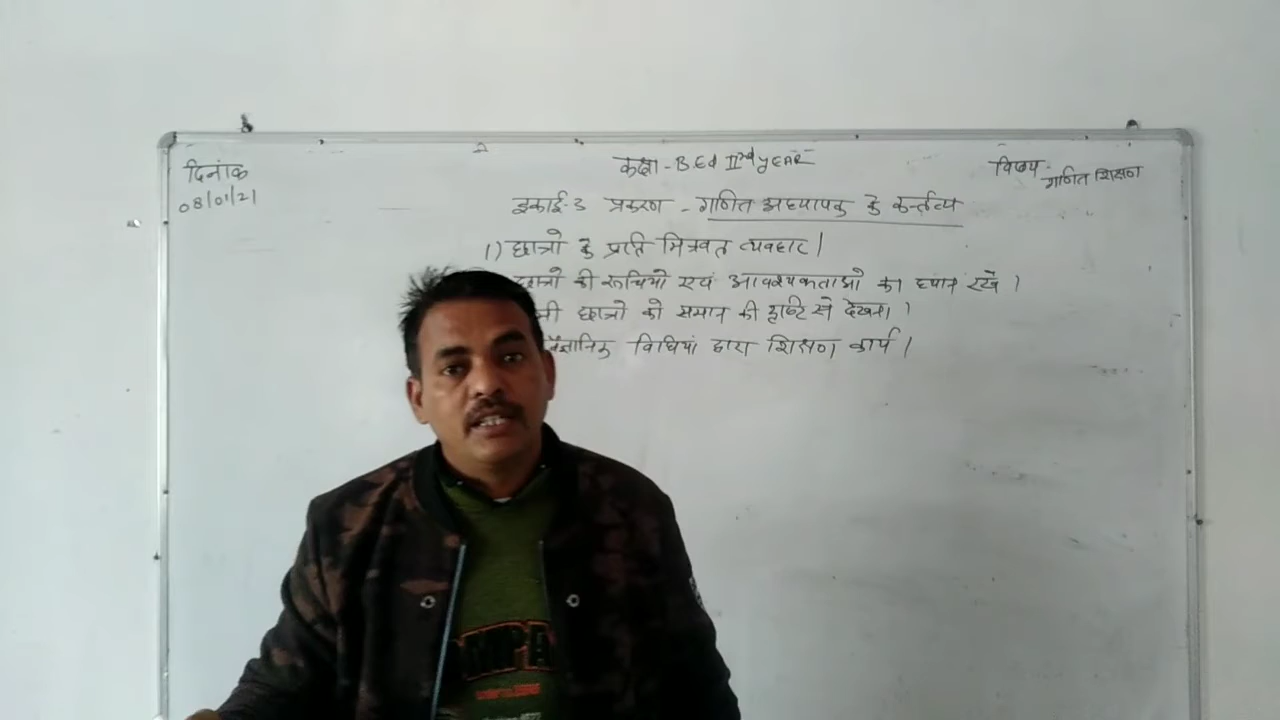 दिनांक
08/01/21
कक्षा - B.Ed IInd YEAR
विषय - गणित शिक्षण
इकाई-3 प्रकरण - गणित अध्यापक के कर्त्तव्य
1) छात्रो के प्रति मित्रवत व्यवहार।
छात्रो की रूचियो एवं आवश्यकताओ का ध्यान रखे।
छात्रो को समान की दृष्टि से देखना।
विधियां द्वारा शिक्षण कार्य।